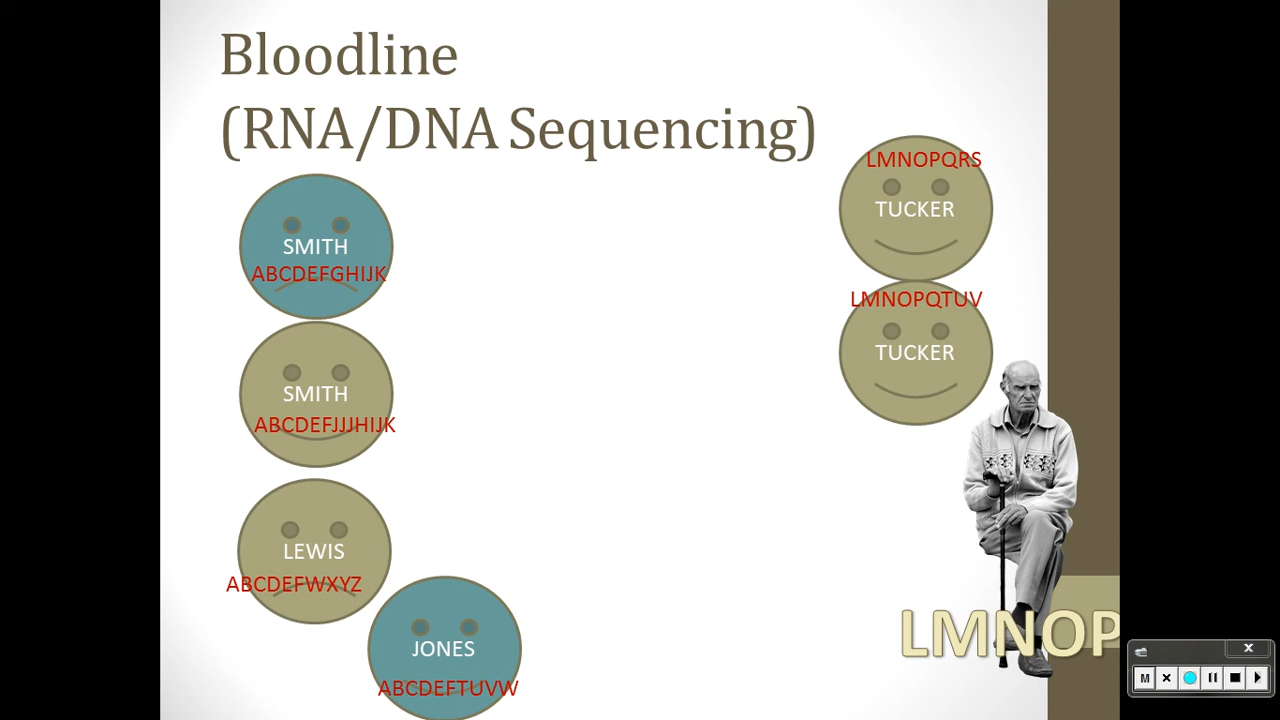 Bloodline
(RNA/DNA Sequencing)
SMITH
ABCDEFGHIJK
SMITH
ABCDEFJJJHIJK
LEWIS
ABCDEFWXYZ
JONES
ABCDEFTUVW
LMNOPQRS
TUCKER
LMNOPQTUV
TUCKER
LMNOP
M
X